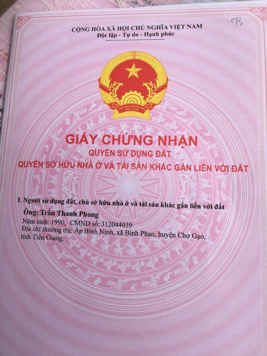 CỘNG HÒA XÃ HỘI CHỦ NGHĨA VIỆT NAM
Độc lập - Tự do - Hạnh phúc
GIẤY CHỨNG NHẬN
QUYỀN SỬ DỤNG ĐẤT
QUYỀN SỞ HỮU NHÀ Ở VÀ TÀI SẢN KHÁC GẮN LIỀN VỚI ĐẤT
I. Người sử dụng đất, chủ sở hữu nhà ở và tài sản khác gắn liền với đất
Ông: Trần Thanh Phong
Năm sinh: 1990, CMND số: 312044039
Địa chỉ thường trú: Ấp Bình Ninh, xã Bình Phan, huyện Chợ Gạo,
tỉnh Tiền Giang.